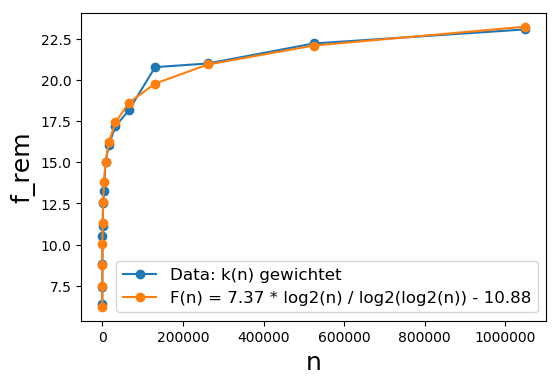 22.5
20.0
17.5
15.0
12.5
10.0
7.5
f_rem
Data: k(n) gewichtet
F(n) = 7.37 * log2(n) / log2(log2(n)) - 10.88
0 200000 400000 600000 800000 1000000
n